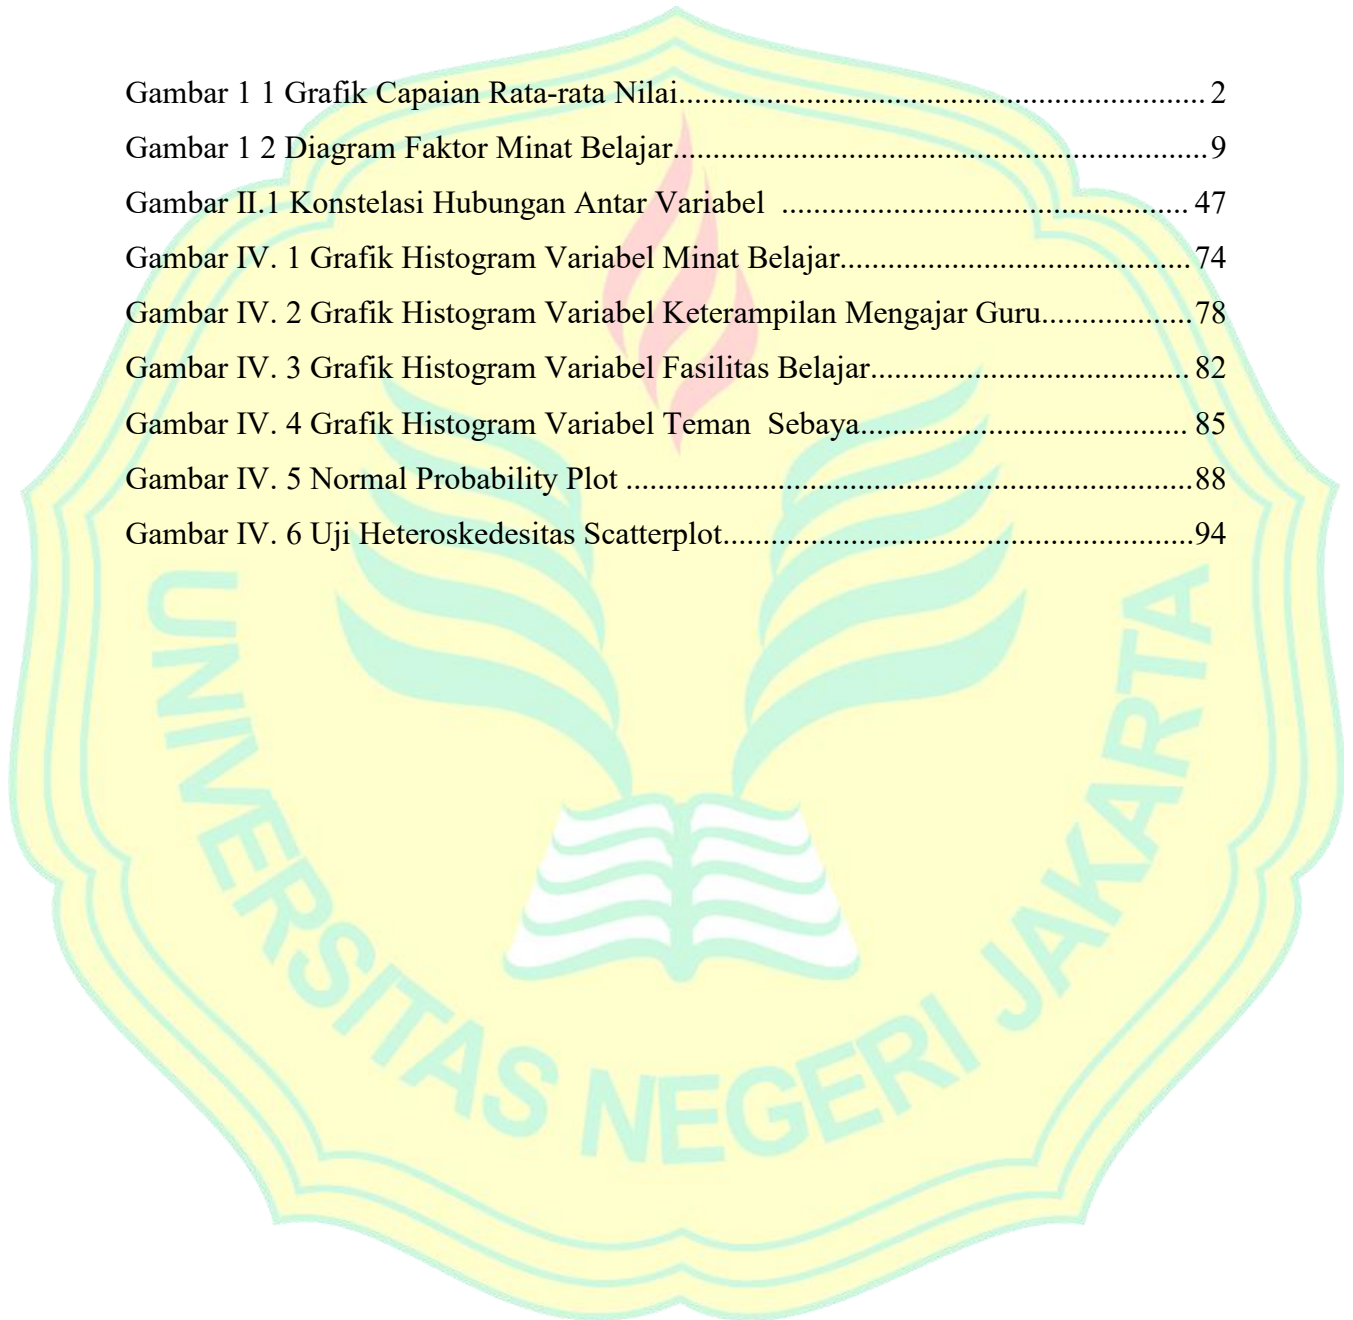 Gambar 1 1 Grafik Capaian Rata-rata Nilai................................................................. 2
Gambar 1 2 Diagram Faktor Minat Belajar..................................................................9
Gambar II.1 Konstelasi Hubungan Antar Variabel .................................................. 47
Gambar IV. 1 Grafik Histogram Variabel Minat Belajar........................................... 74
Gambar IV. 2 Grafik Histogram Variabel Keterampilan Mengajar Guru..................78
Gambar IV. 3 Grafik Histogram Variabel Fasilitas Belajar....................................... 82
Gambar IV. 4 Grafik Histogram Variabel Teman Sebaya........................................ 85
Gambar IV. 5 Normal Probability Plot .....................................................................88
Gambar IV. 6 Uji Heteroskedesitas Scatterplot.........................................................94
UNIVERSITAS NEGERI JAKARTA